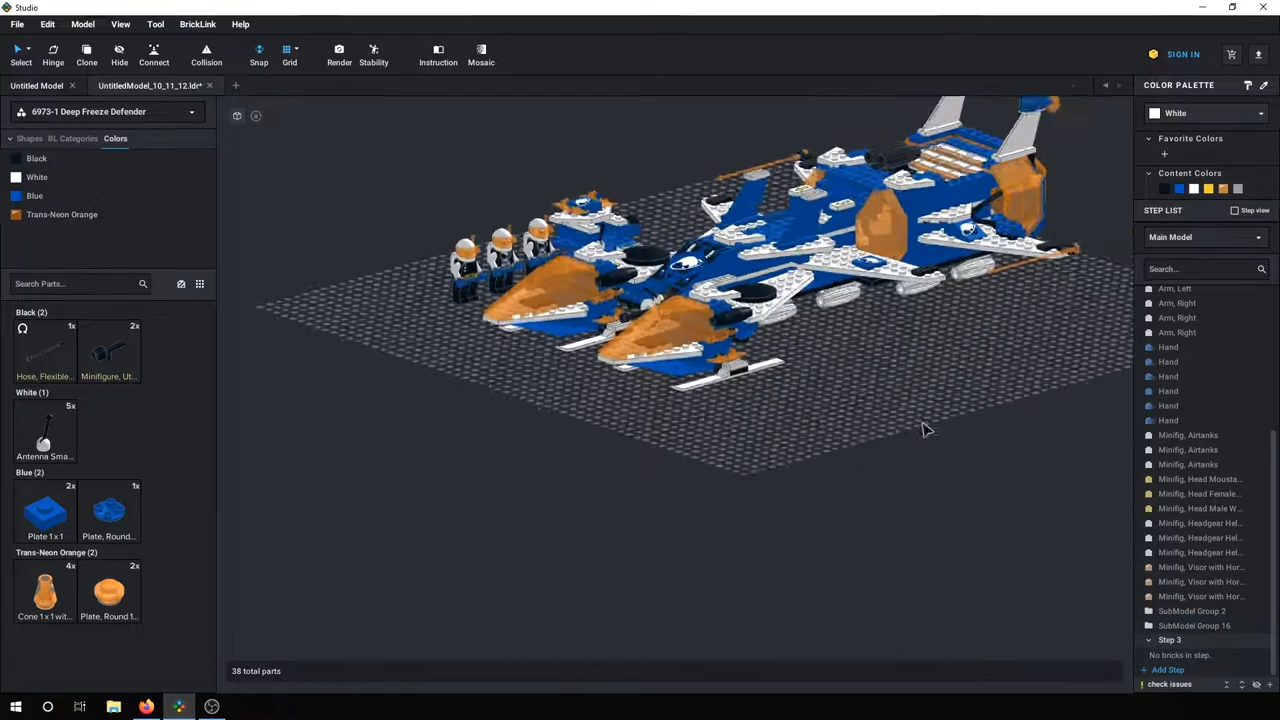 Studio
File Edit Model View Tool BrickLink Help
Select Hinge Clone Hide Connect Collision Snap Grid Render Stability Instruction Mosaic SIGN IN
Untitled Model UntitledModel_10_11_12.ldr*
6973-1 Deep Freeze Defender
Shapes BL Categories Colors
Black
White
Blue
Trans-Neon Orange
Search Parts...
Black (2)
1x 2x
Hose, Flexible... Minifigure, Ut...
White (1)
5x
Antenna Sma...
Blue (2)
2x 1x
Plate 1 x 1 Plate, Round...
Trans-Neon Orange (2)
4x 2x
Cone 1 x 1 wit... Plate, Round 1...
38 total parts
COLOR PALETTE
White
Favorite Colors
Content Colors
STEP LIST Step view
Main Model
Search...
Arm, Left
Arm, Right
Arm, Right
Arm, Right
Hand
Hand
Hand
Hand
Hand
Hand
Minifig, Airtanks
Minifig, Airtanks
Minifig, Airtanks
Minifig, Head Mousta...
Minifig, Head Female...
Minifig, Head Male W...
Minifig, Headgear Hel...
Minifig, Headgear Hel...
Minifig, Headgear Hel...
Minifig, Visor with Hor...
Minifig, Visor with Hor...
Minifig, Visor with Hor...
SubModel Group 2
SubModel Group 16
Step 3
No bricks in step.
Add Step
check issues